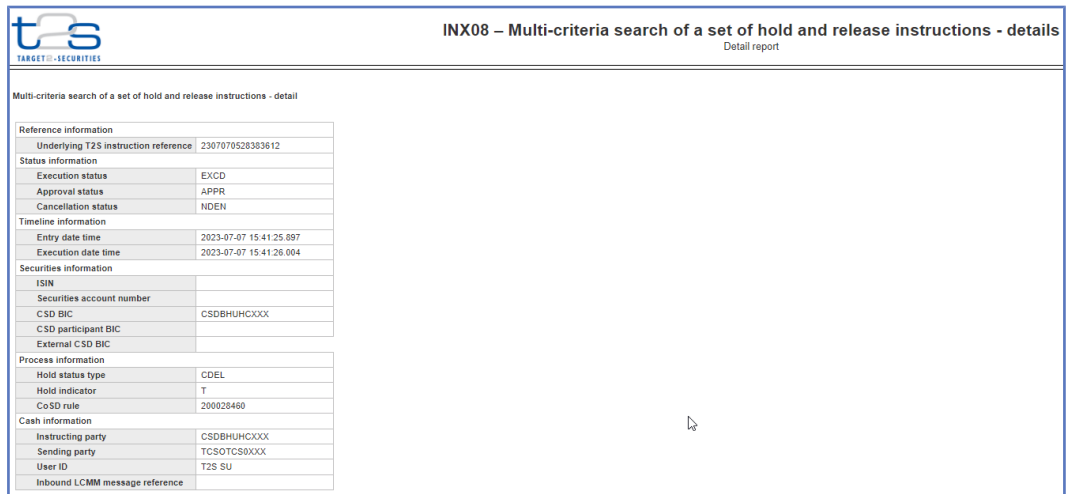 t2s
TARGET2-SECURITIES
INX08 – Multi-criteria search of a set of hold and release instructions - details
Detail report
Multi-criteria search of a set of hold and release instructions - detail
Reference information
Underlying T2S instruction reference 2307070528383612
Status information
Execution status EXCD
Approval status APPR
Cancellation status NDEN
Timeline information
Entry date time 2023-07-07 15:41:25.897
Execution date time 2023-07-07 15:41:26.004
Securities information
ISIN
Securities account number
CSD BIC CSDBHUHCXXX
CSD participant BIC
External CSD BIC
Process information
Hold status type CDEL
Hold indicator T
CoSD rule 200028460
Cash information
Instructing party CSDBHUHCXXX
Sending party TCSOTCS0XXX
User ID T2S SU
Inbound LCMM message reference